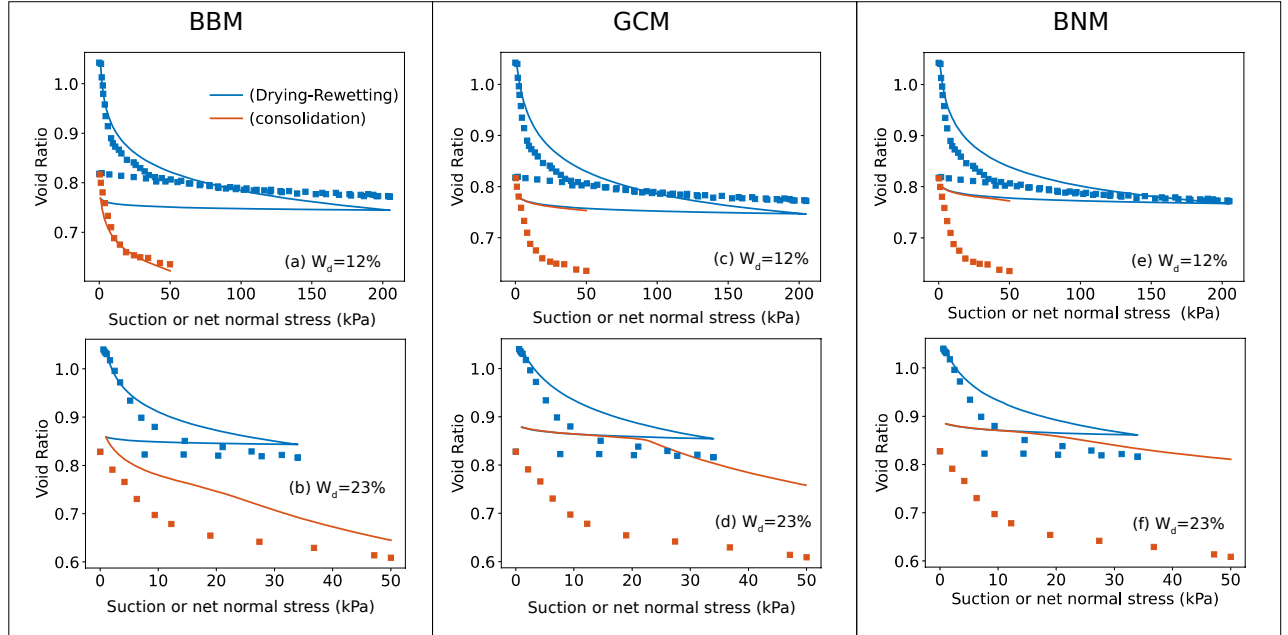 BBM
GCM
BNM
Void Ratio
1.0
0.9
0.8
0.7
(Drying-Rewetting)
(consolidation)
(a) W_d=12%
0 50 100 150 200
Suction or net normal stress (kPa)
Void Ratio
1.0
0.9
0.8
0.7
(c) W_d=12%
0 50 100 150 200
Suction or net normal stress (kPa)
Void Ratio
1.0
0.9
0.8
0.7
(e) W_d=12%
0 50 100 150 200
Suction or net normal stress (kPa)
Void Ratio
1.0
0.9
0.8
0.7
0.6
(b) W_d=23%
0 10 20 30 40 50
Suction or net normal stress (kPa)
Void Ratio
1.0
0.9
0.8
0.7
0.6
(d) W_d=23%
0 10 20 30 40 50
Suction or net normal stress (kPa)
Void Ratio
1.0
0.9
0.8
0.7
0.6
(f) W_d=23%
0 10 20 30 40 50
Suction or net normal stress (kPa)